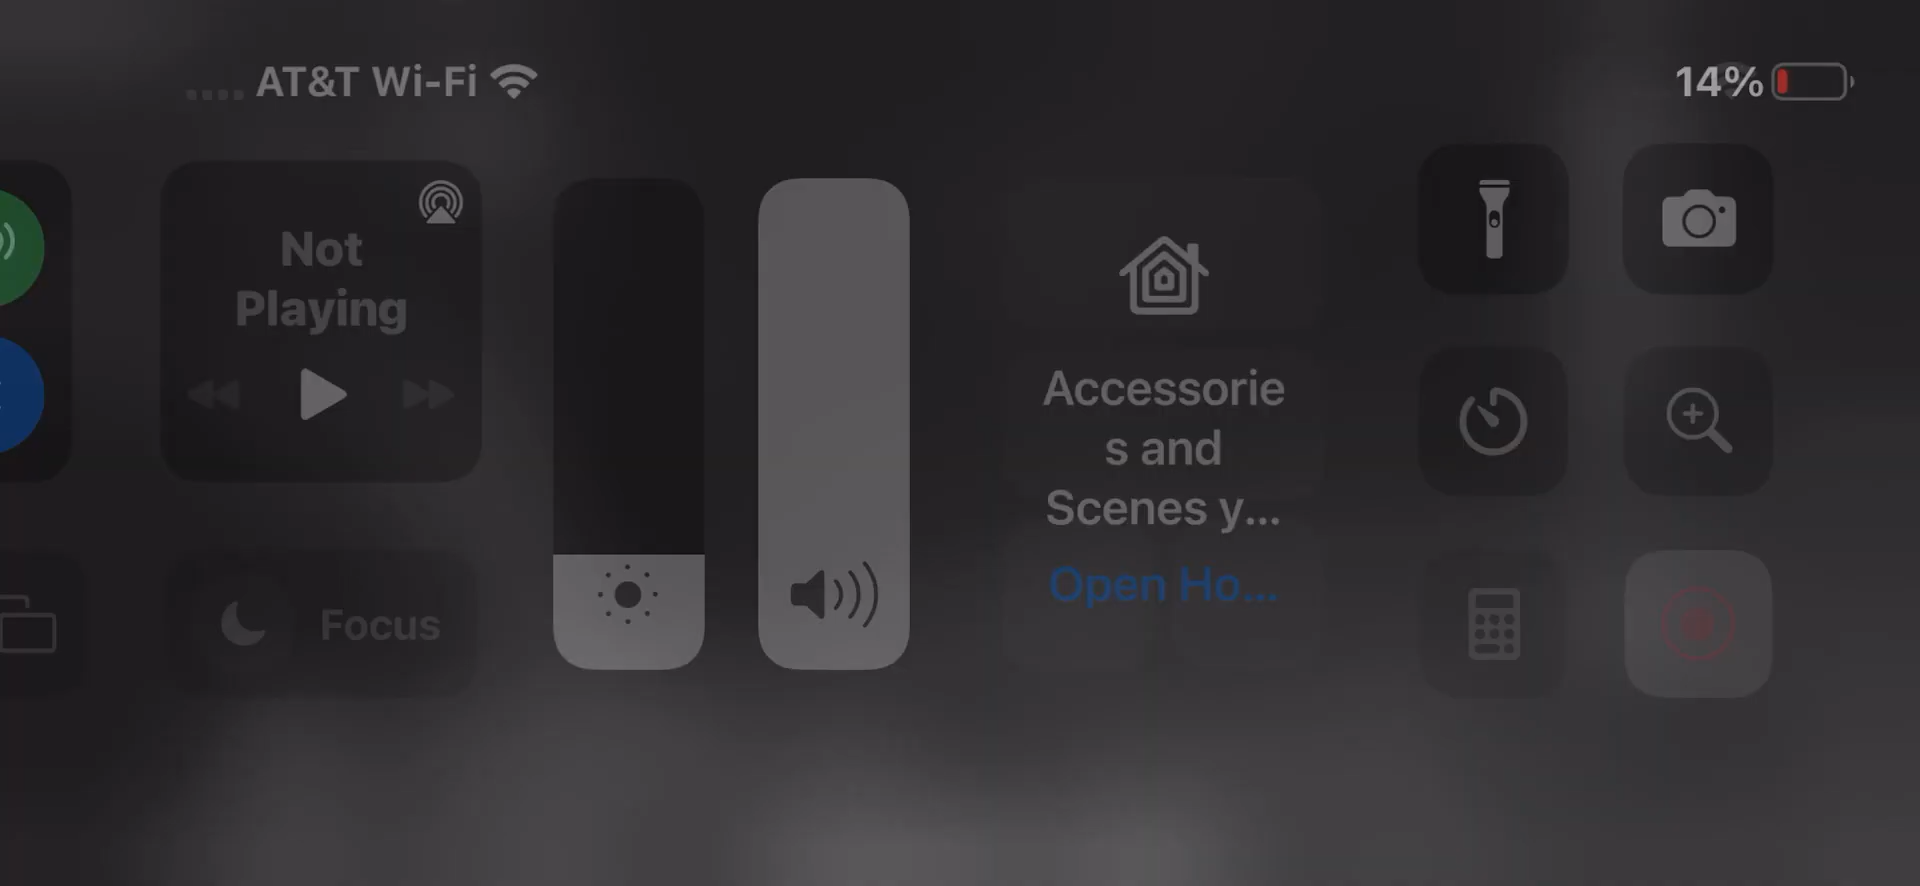 AT&T Wi-Fi
14%
Not
Playing
Accessorie
s and
Scenes y...
Open Ho...
Focus